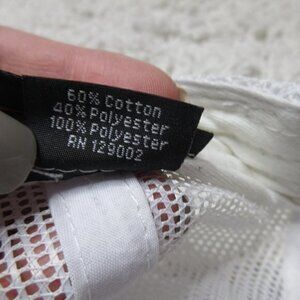 60% Cotton
40% Polyester
100% Polyester
RN 129002